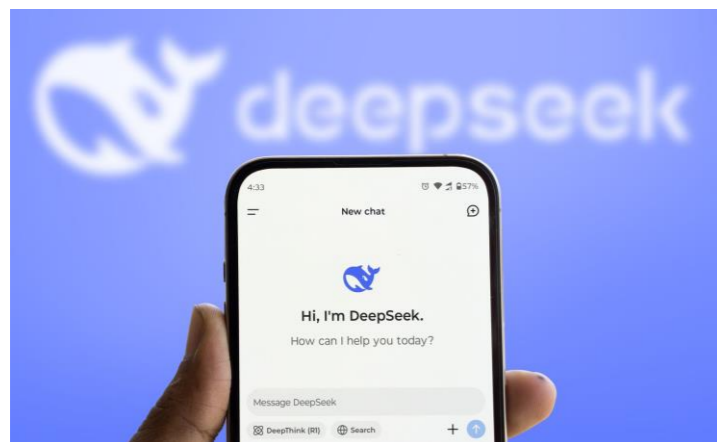 deepseek
4:33 57%
New chat
Hi, I'm DeepSeek.
How can I help you today?
Message DeepSeek
DeepThink (R1) Search